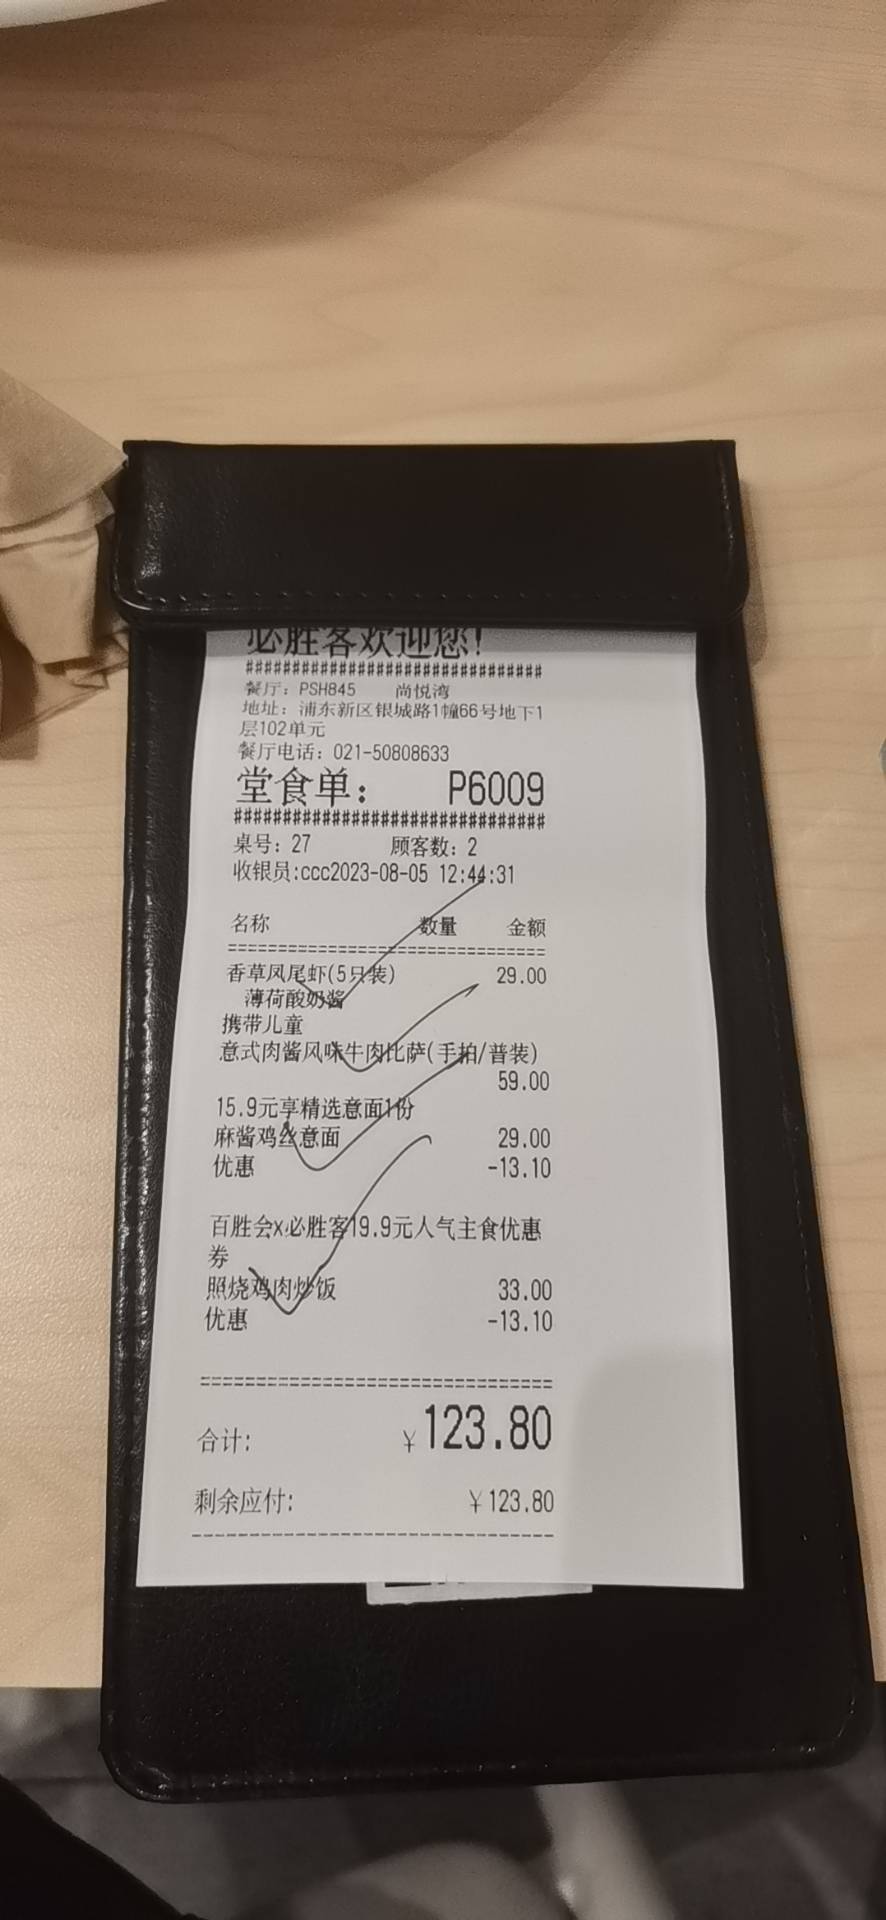 必胜客欢迎您!
################################
餐厅: PSH845 尚悦湾
地址: 浦东新区银城路1幢66号地下1
层102单元
餐厅电话: 021-50808633
堂食单: P6009
################################
桌号: 27 顾客数: 2
收银员:ccc2023-08-05 12:44:31
名称 数量 金额
================================
香草凤尾虾(5只装) 29.00
薄荷酸奶酱
携带儿童
意式肉酱风味牛肉比萨(手拍/普装)
59.00
15.9元享精选意面1份
麻酱鸡丝意面 29.00
优惠 -13.10
百胜会x必胜客19.9元人气主食优惠
券
照烧鸡肉炒饭 33.00
优惠 -13.10
================================
合计: ¥123.80
剩余应付: ¥123.80
--------------------------------